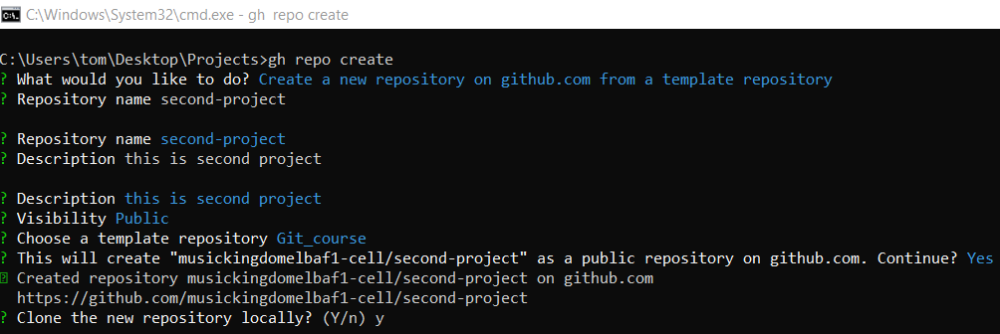 C:\Windows\System32\cmd.exe - gh  repo create
C:\Users\tom\Desktop\Projects>gh repo create
? What would you like to do? Create a new repository on github.com from a template repository
? Repository name second-project
? Repository name second-project
? Description this is second project
? Description this is second project
? Visibility Public
? Choose a template repository Git_course
? This will create "musickingdomelbaf1-cell/second-project" as a public repository on github.com. Continue? Yes
Created repository musickingdomelbaf1-cell/second-project on github.com
https://github.com/musickingdomelbaf1-cell/second-project
? Clone the new repository locally? (Y/n) y